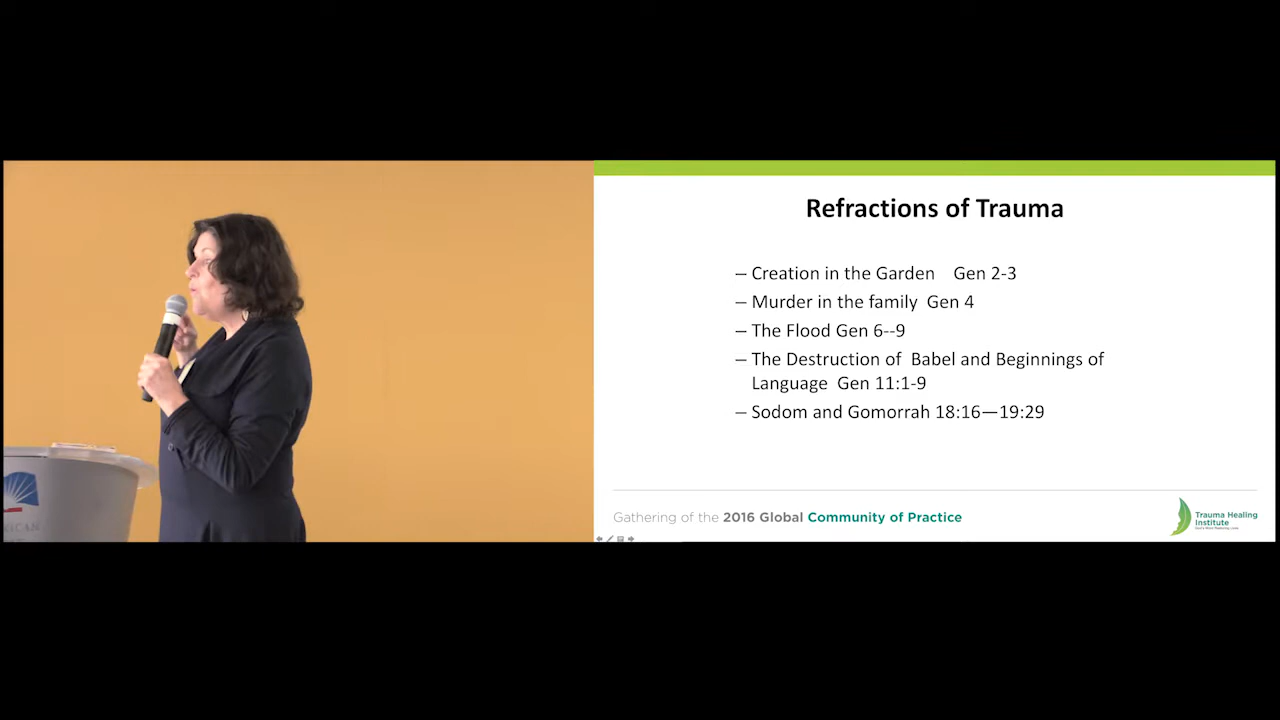 Refractions of Trauma
– Creation in the Garden Gen 2-3
– Murder in the family Gen 4
– The Flood Gen 6--9
– The Destruction of Babel and Beginnings of
Language Gen 11:1-9
– Sodom and Gomorrah 18:16—19:29
Gathering of the 2016 Global Community of Practice
Trauma Healing
Institute